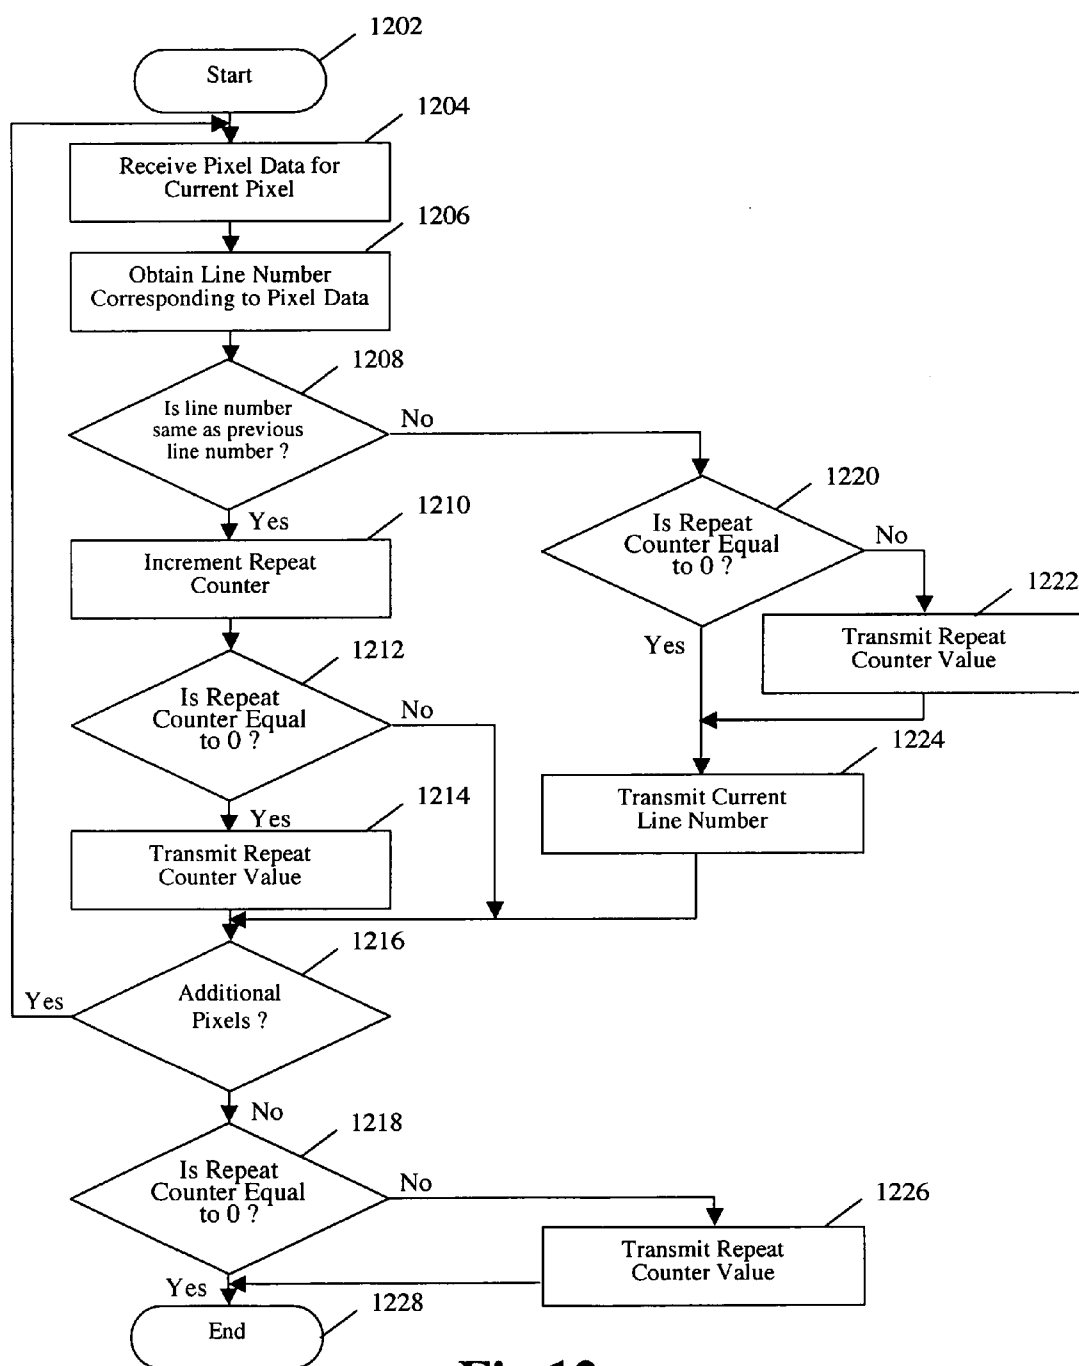 1202
Start
1204
Receive Pixel Data for
Current Pixel
1206
Obtain Line Number
Corresponding to Pixel Data
1208
Is line number
same as previous
line number ?
No
Yes
1210
Increment Repeat
Counter
1220
Is Repeat
Counter Equal
to 0 ?
No
Yes
1222
Transmit Repeat
Counter Value
1212
Is Repeat
Counter Equal
to 0 ?
No
Yes
1224
Transmit Current
Line Number
1214
Transmit Repeat
Counter Value
1216
Additional
Pixels ?
Yes
No
1218
Is Repeat
Counter Equal
to 0 ?
No
Yes
1226
Transmit Repeat
Counter Value
1228
End